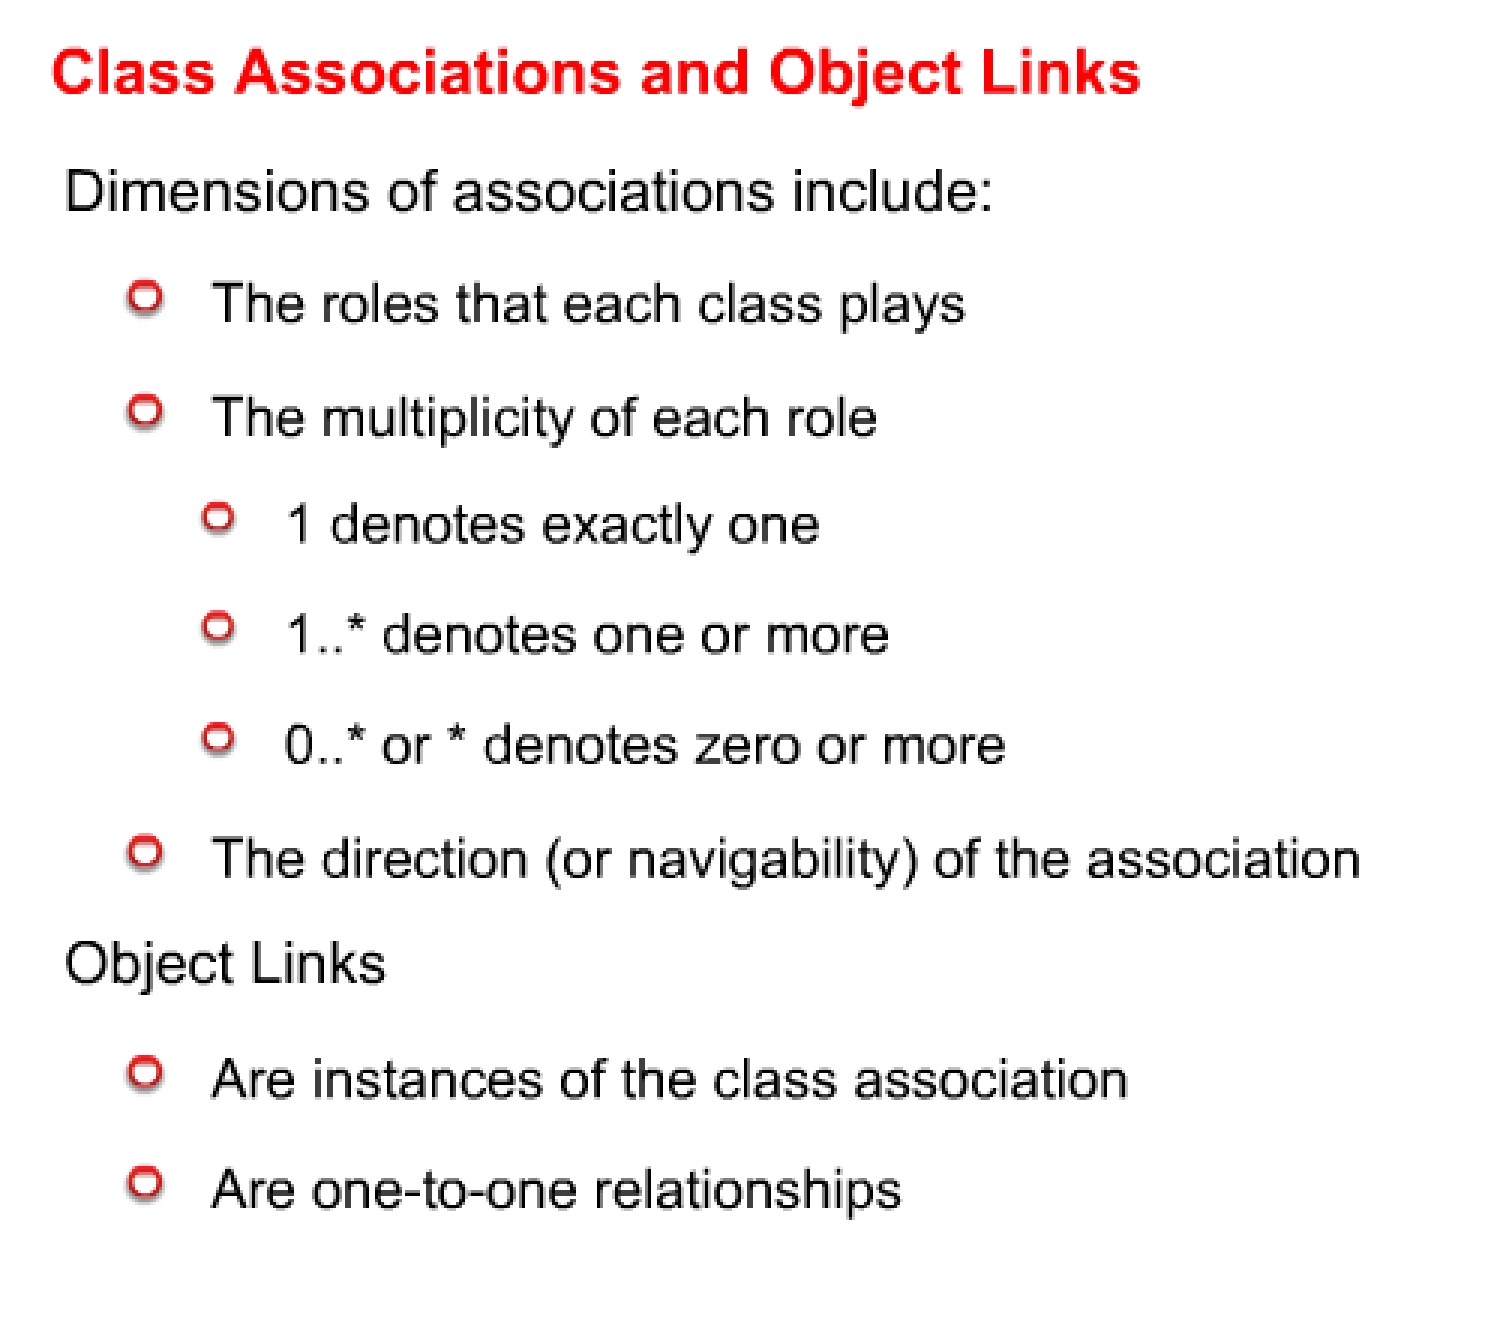 Class Associations and Object Links
Dimensions of associations include:
The roles that each class plays
The multiplicity of each role
1 denotes exactly one
1..* denotes one or more
0..* or * denotes zero or more
The direction (or navigability) of the association
Object Links
Are instances of the class association
Are one-to-one relationships